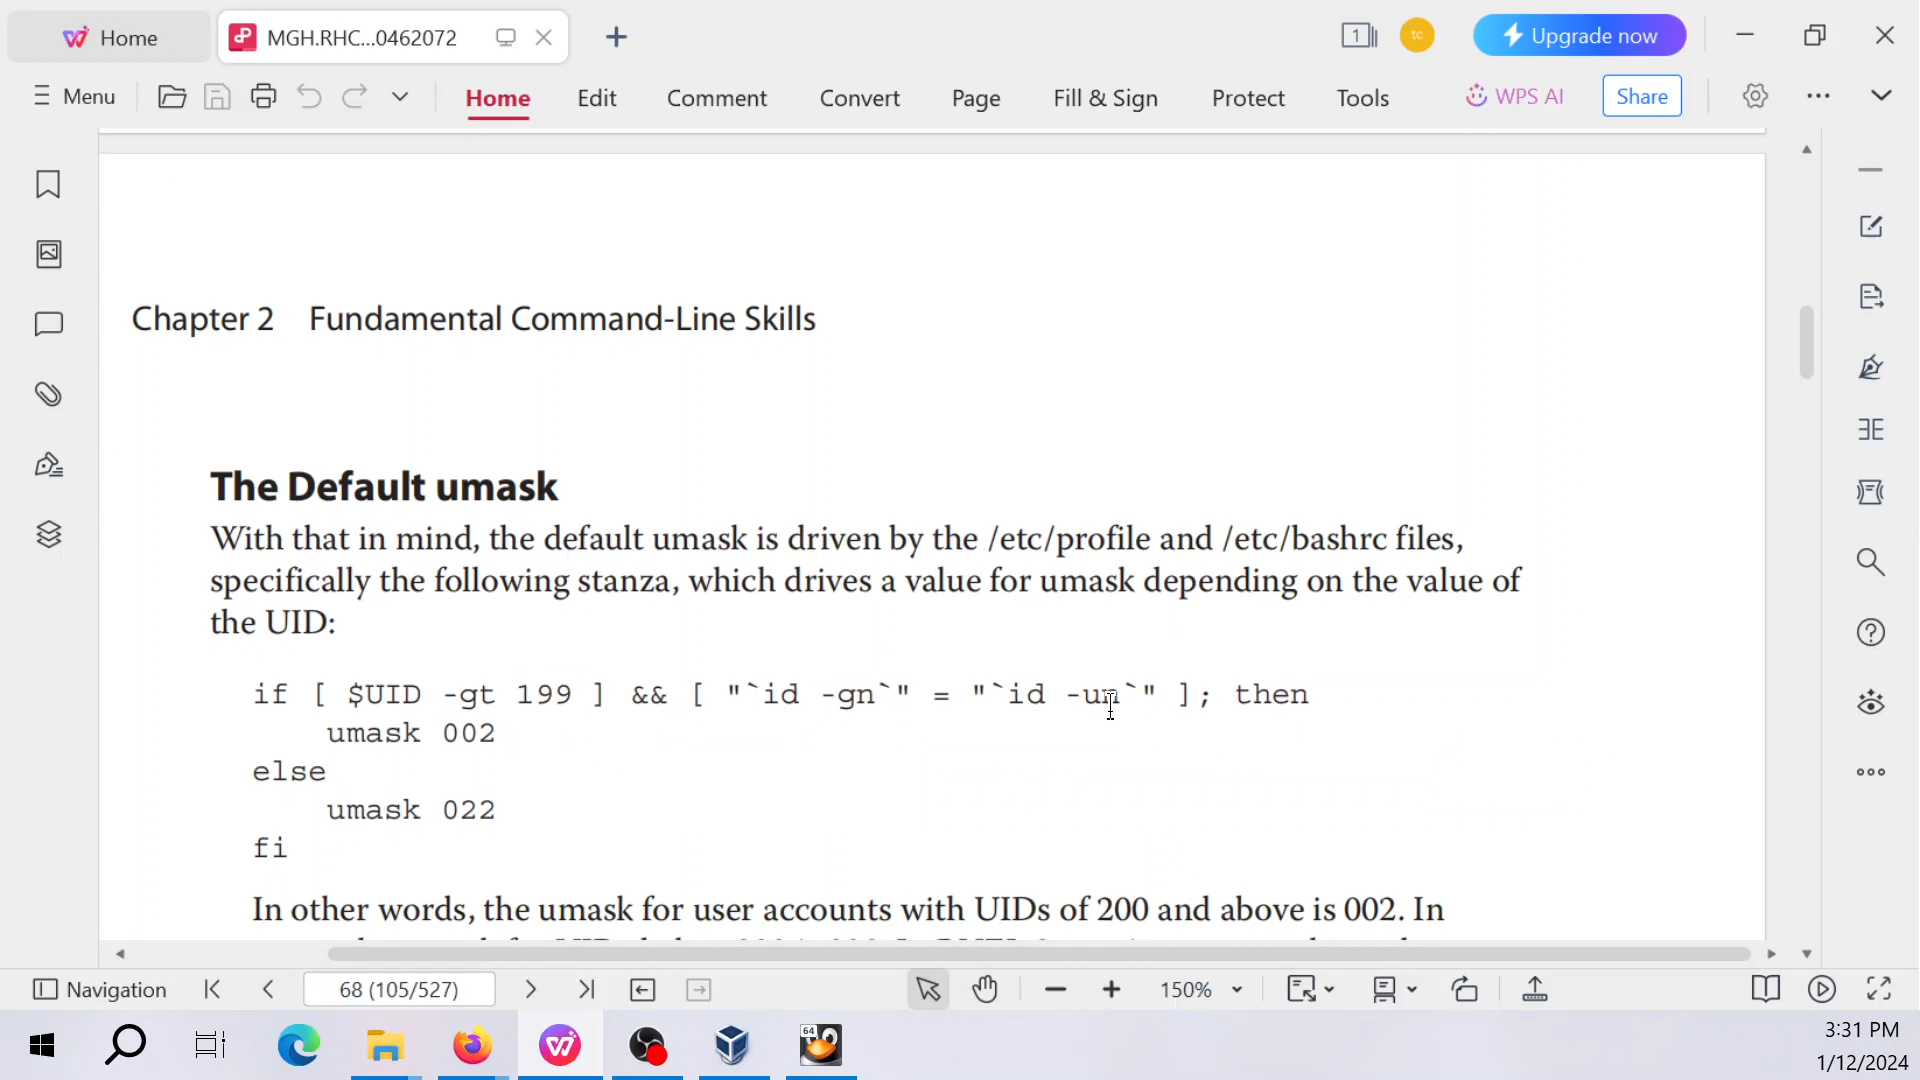 Home
MGH.RHC...0462072
1
tc
Upgrade now
Menu
Home
Edit
Comment
Convert
Page
Fill & Sign
Protect
Tools
WPS AI
Share
Chapter 2 Fundamental Command-Line Skills
The Default umask
With that in mind, the default umask is driven by the /etc/profile and /etc/bashrc files,
specifically the following stanza, which drives a value for umask depending on the value of
the UID:
if [ $UID -gt 199 ] && [ "`id -gn`" = "`id -un`" ]; then
umask 002
else
umask 022
fi
In other words, the umask for user accounts with UIDs of 200 and above is 002. In
Navigation
68 (105/527)
150%
64
3:31 PM
1/12/2024